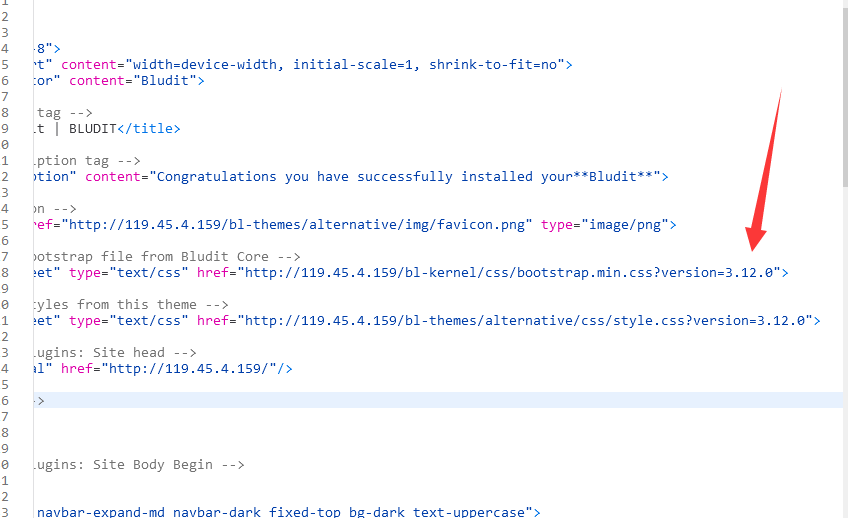 1
2
3
4 -8">
5 rt" content="width=device-width, initial-scale=1, shrink-to-fit=no">
6 tor" content="Bludit">
7
8 tag -->
9 it | BLUDIT</title>
0
1 iption tag -->
2 ption" content="Congratulations you have successfully installed your**Bludit**">
3
4 on -->
5 ref="http://119.45.4.159/bl-themes/alternative/img/favicon.png" type="image/png">
6
7 ootstrap file from Bludit Core -->
8 eet" type="text/css" href="http://119.45.4.159/bl-kernel/css/bootstrap.min.css?version=3.12.0">
9
0 tyles from this theme -->
1 eet" type="text/css" href="http://119.45.4.159/bl-themes/alternative/css/style.css?version=3.12.0">
2
3 lugins: Site head -->
4 al" href="http://119.45.4.159/"/>
5
6 ->
7
8
9
0 lugins: Site Body Begin -->
1
2
3 navbar-expand-md navbar-dark fixed-top bg-dark text-uppercase">